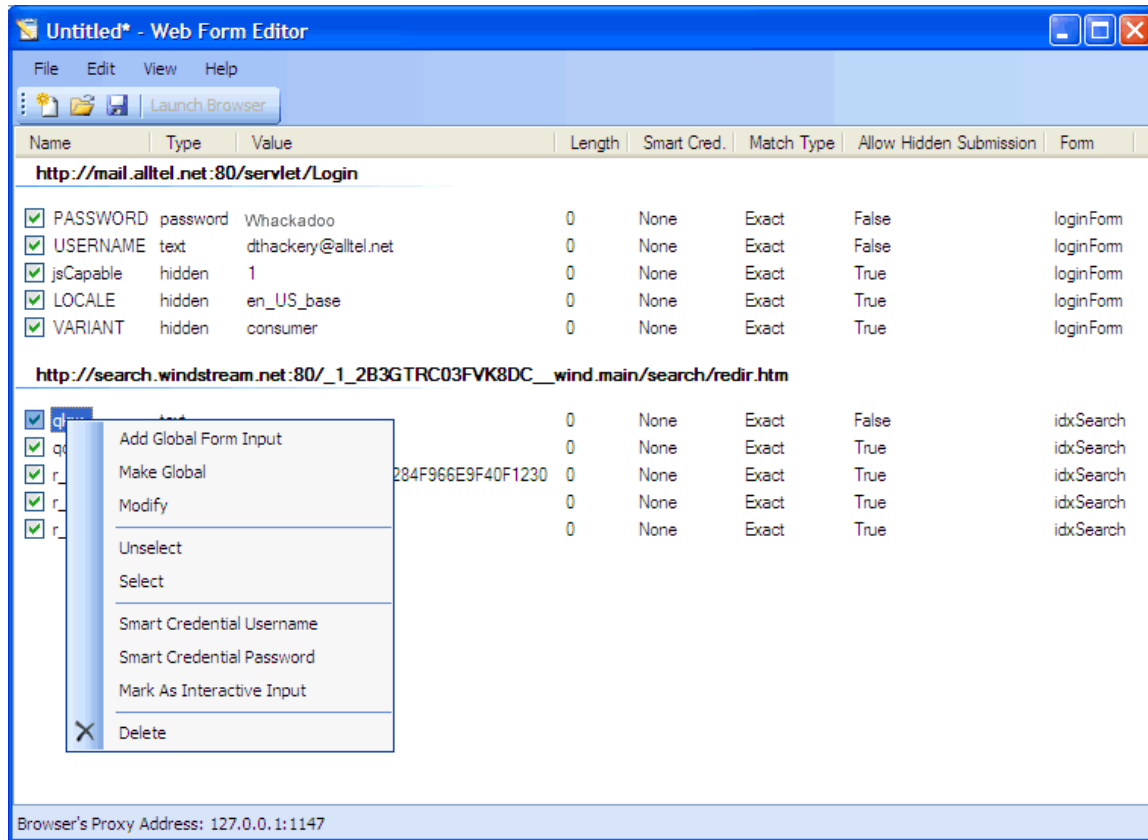 Untitled* - Web Form Editor
File Edit View Help
Launch Browser
Name Type Value Length Smart Cred. Match Type Allow Hidden Submission Form
http://mail.alltel.net:80/servlet/Login
PASSWORD password Whackadoo 0 None Exact False loginForm
USERNAME text dthackery@alltel.net 0 None Exact False loginForm
jsCapable hidden 1 0 None Exact True loginForm
LOCALE hidden en_US_base 0 None Exact True loginForm
VARIANT hidden consumer 0 None Exact True loginForm
http://search.windstream.net:80/_1_2B3GTRC03FVK8DC__wind.main/search/redir.htm
0 None Exact False idxSearch
0 None Exact True idxSearch
r_ 284F966E9F40F1230 0 None Exact True idxSearch
r_ 0 None Exact True idxSearch
r_ 0 None Exact True idxSearch
Add Global Form Input
Make Global
Modify
Unselect
Select
Smart Credential Username
Smart Credential Password
Mark As Interactive Input
Delete
Browser's Proxy Address: 127.0.0.1:1147